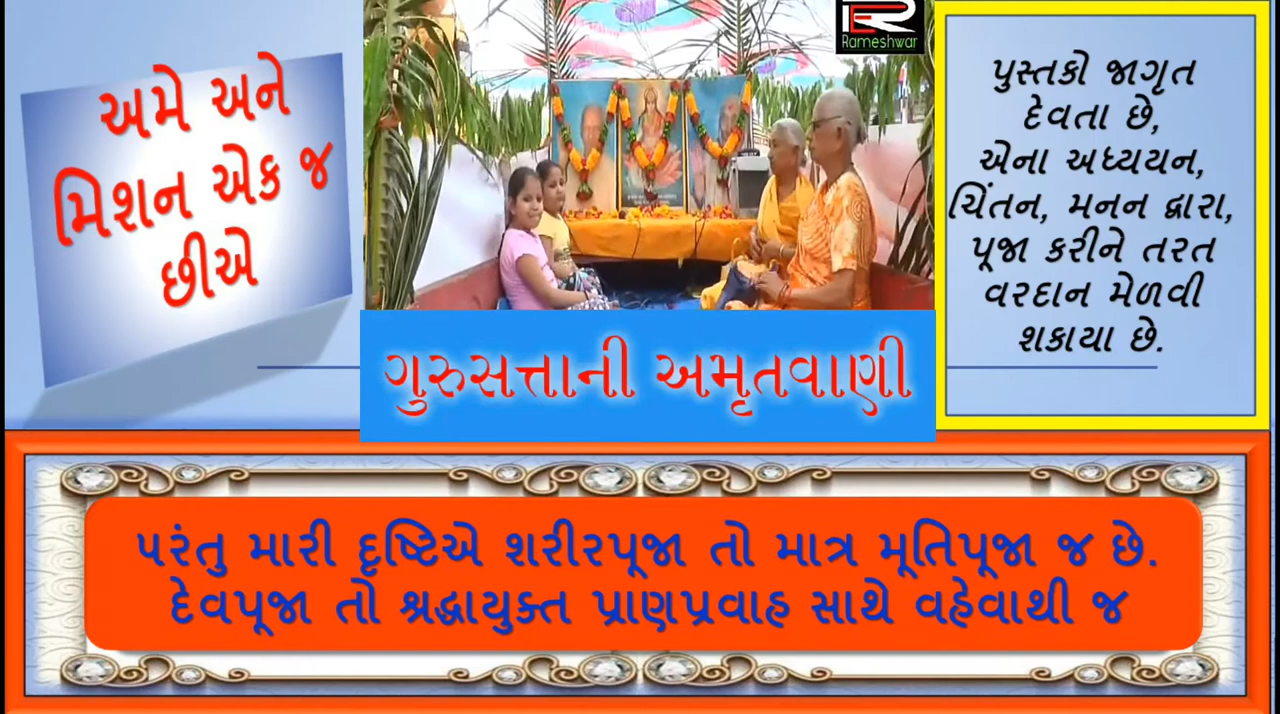 અમે અને
મિશન એક જ
છીએ
Rameshwar
પુસ્તકો જાગૃત
દેવતા છે,
એના અધ્યયન,
ચિંતન, મનન દ્વારા,
પૂજા કરીને તરત
વરદાન મેળવી
શકાયા છે.
ગુરુસત્તાની અમૃતવાણી
પરંતુ મારી દૃષ્ટિએ શરીરપૂજા તો માત્ર મૂતિપૂજા જ છે.
દેવપૂજા તો શ્રદ્ધાયુક્ત પ્રાણપ્રવાહ સાથે વહેવાથી જ